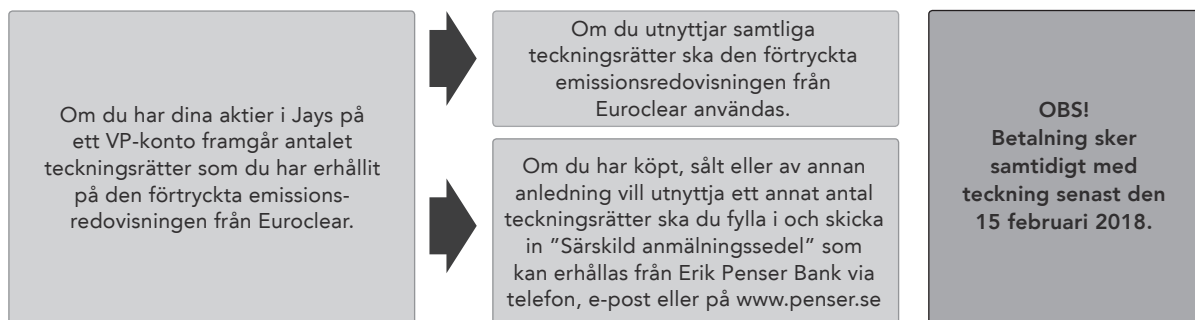 Om du har dina aktier i Jays på
ett VP-konto framgår antalet
teckningsrätter som du har erhållit
på den förtryckta emissions-
redovisningen från Euroclear.
Om du utnyttjar samtliga
teckningsrätter ska den förtryckta
emissionsredovisningen från
Euroclear användas.
Om du har köpt, sålt eller av annan
anledning vill utnyttja ett annat antal
teckningsrätter ska du fylla i och skicka
in ”Särskild anmälningssedel” som
kan erhållas från Erik Penser Bank via
telefon, e-post eller på www.penser.se
OBS!
Betalning sker
samtidigt med
teckning senast den
15 februari 2018.